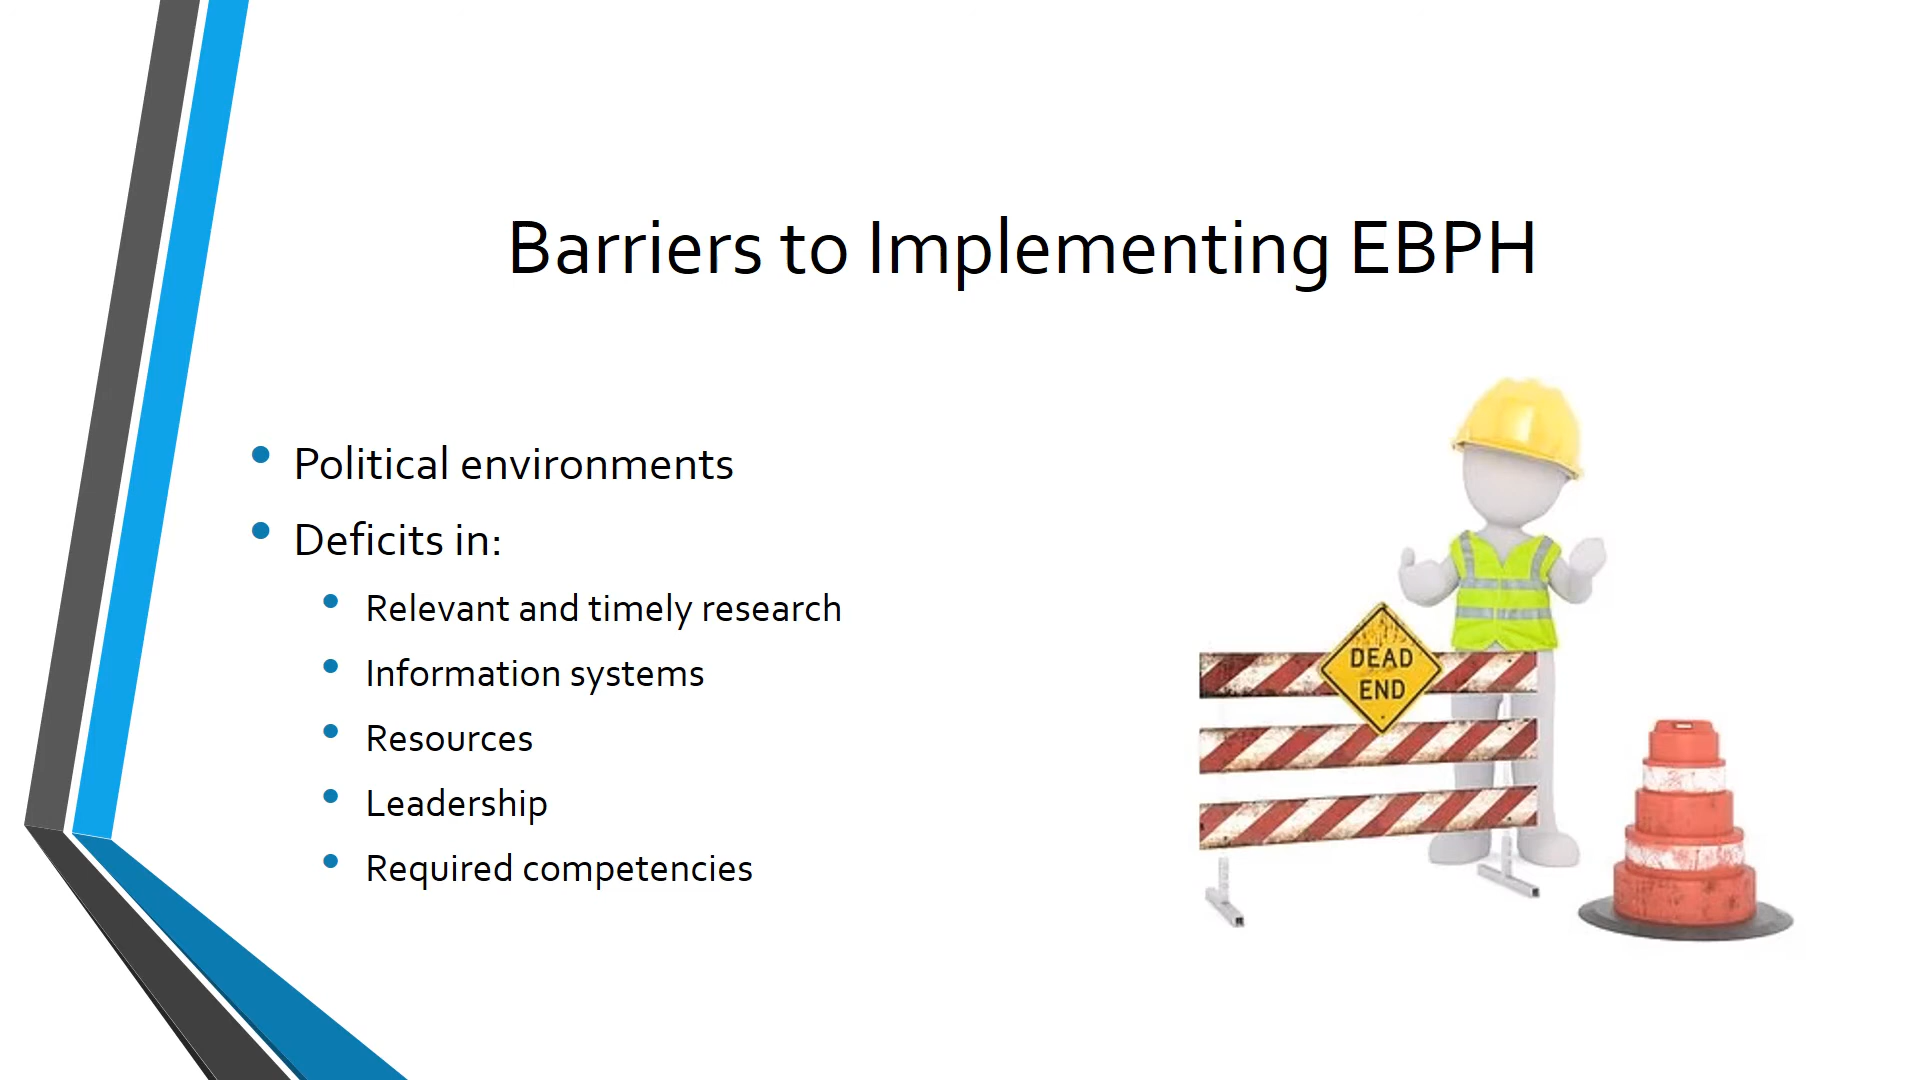 Barriers to Implementing EBPH
Political environments
Deficits in:
Relevant and timely research
Information systems
Resources
Leadership
Required competencies
DEAD
END